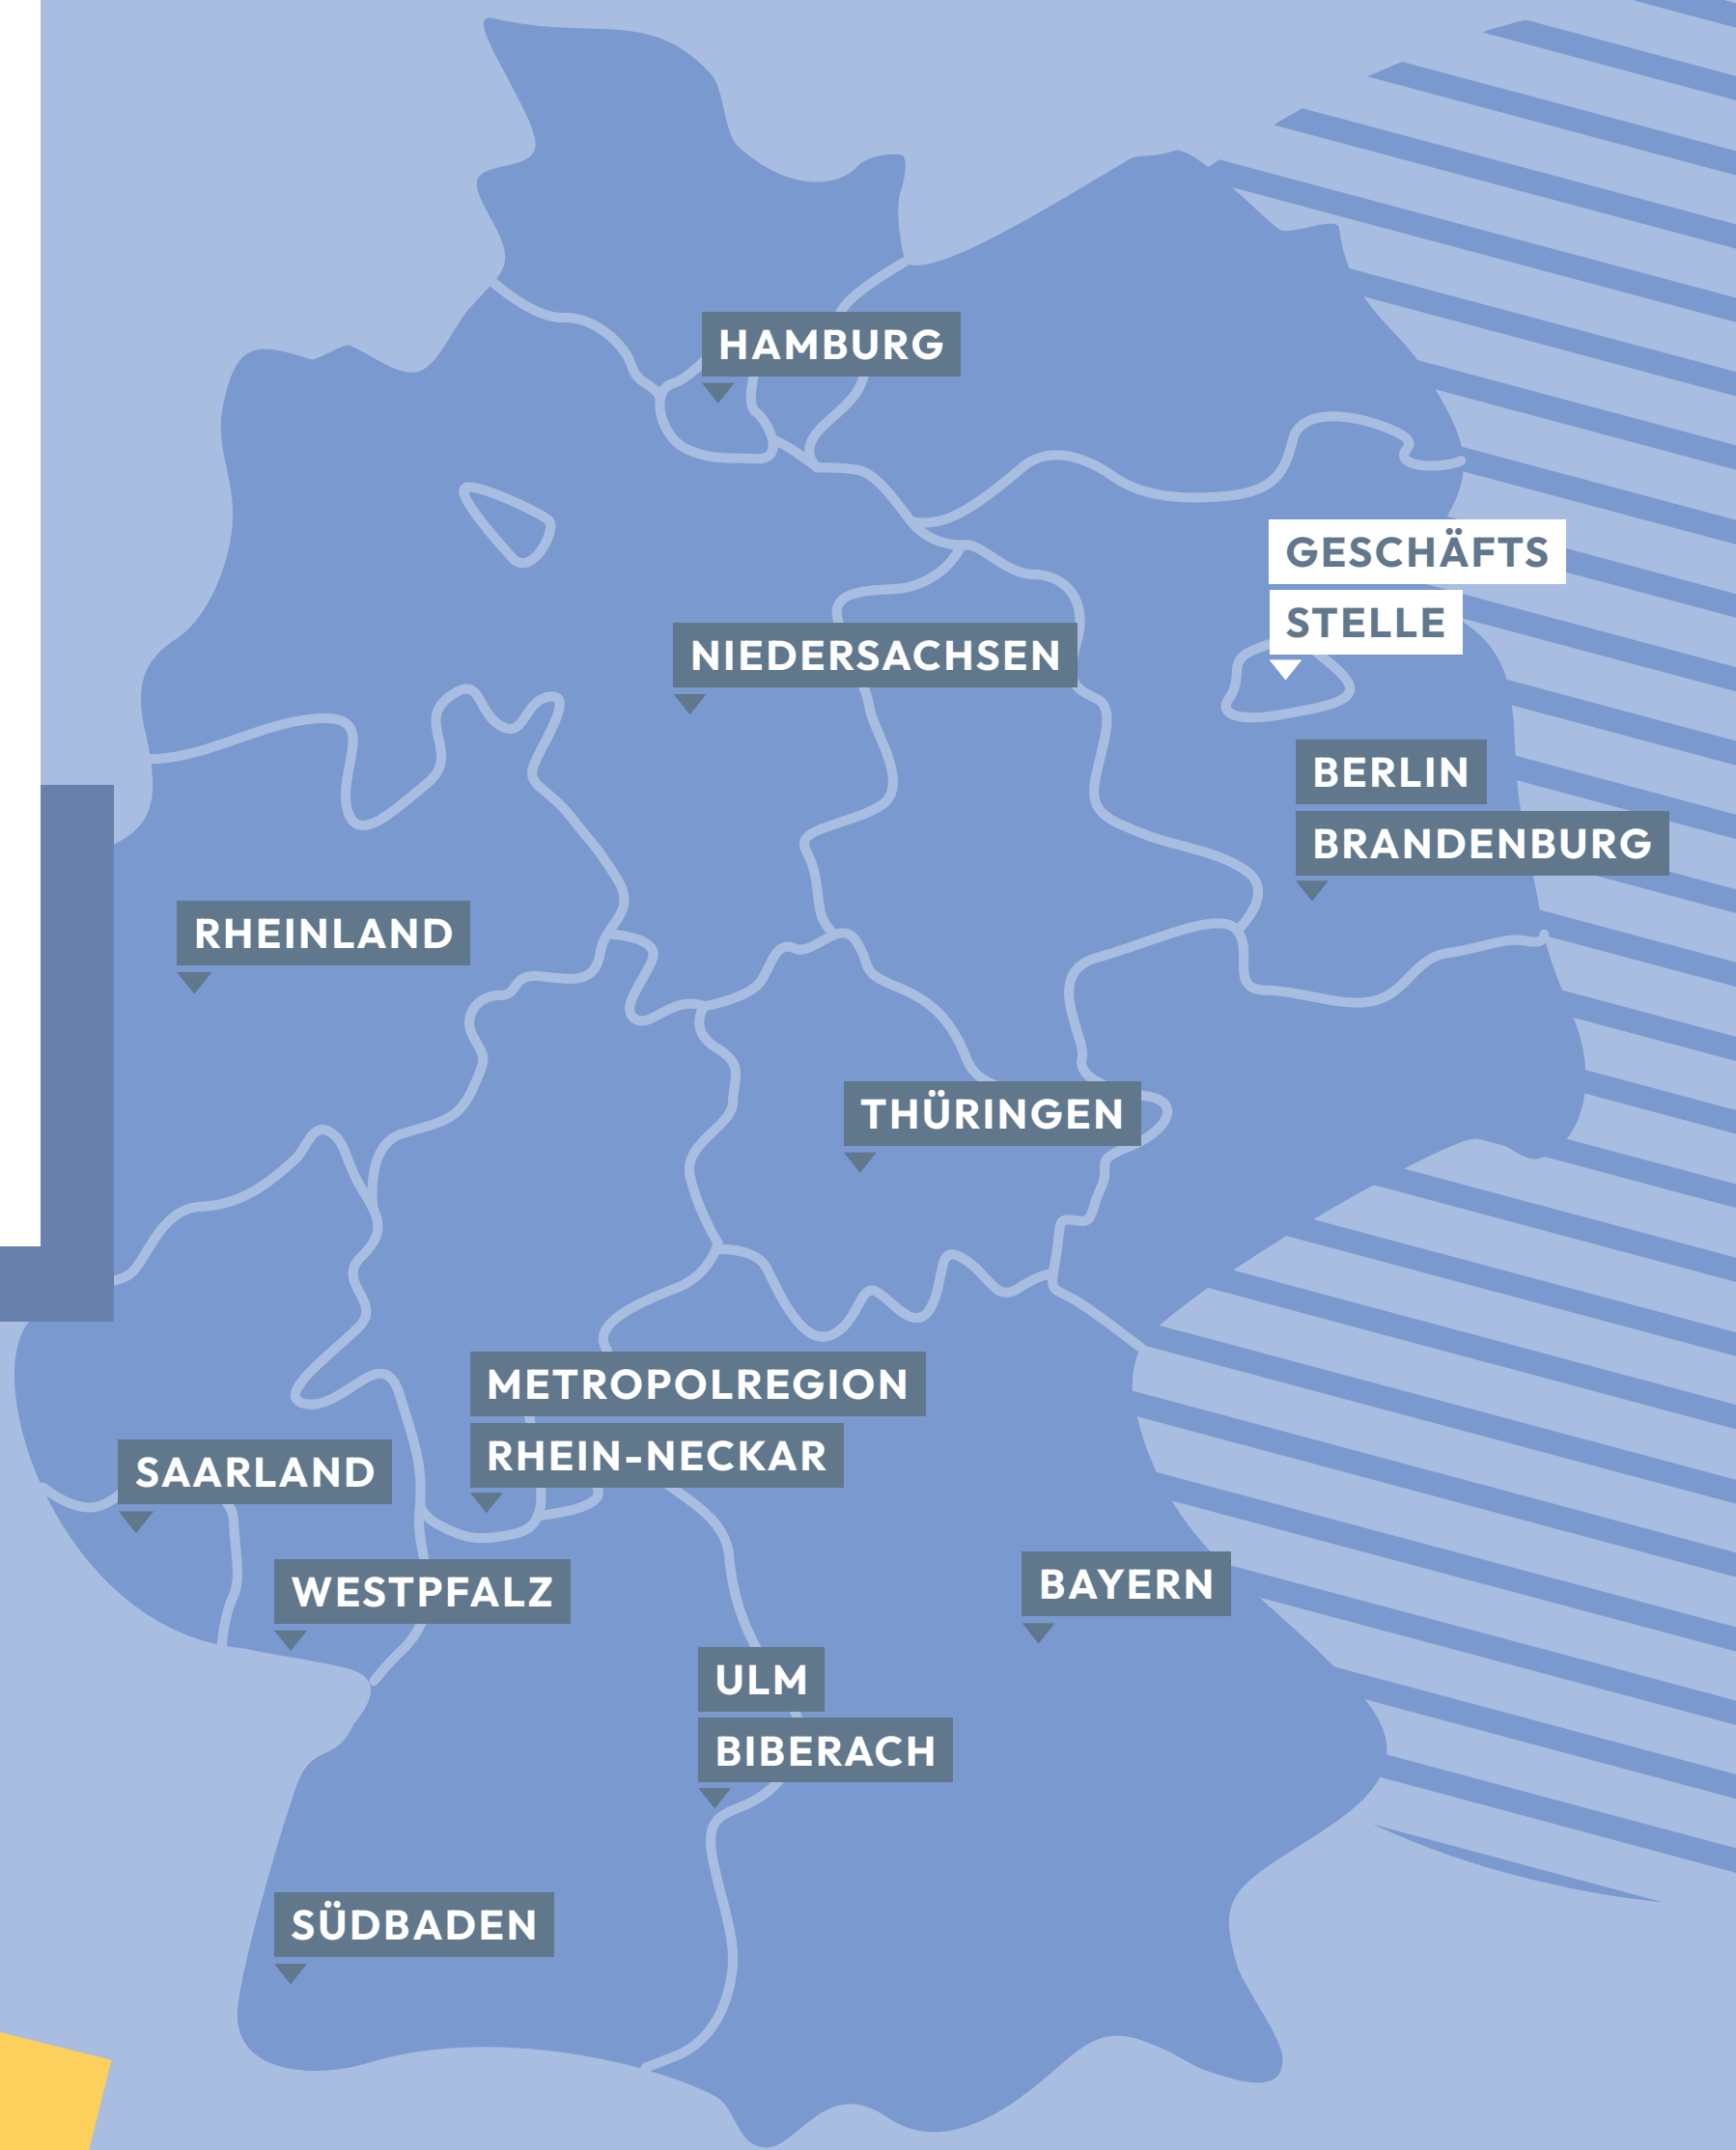 HAMBURG
GESCHÄFTS
STELLE
NIEDERSACHSEN
BERLIN
BRANDENBURG
RHEINLAND
THÜRINGEN
METROPOLREGION
RHEIN-NECKAR
SAARLAND
WESTPFALZ
BAYERN
ULM
BIBERACH
SÜDBADEN